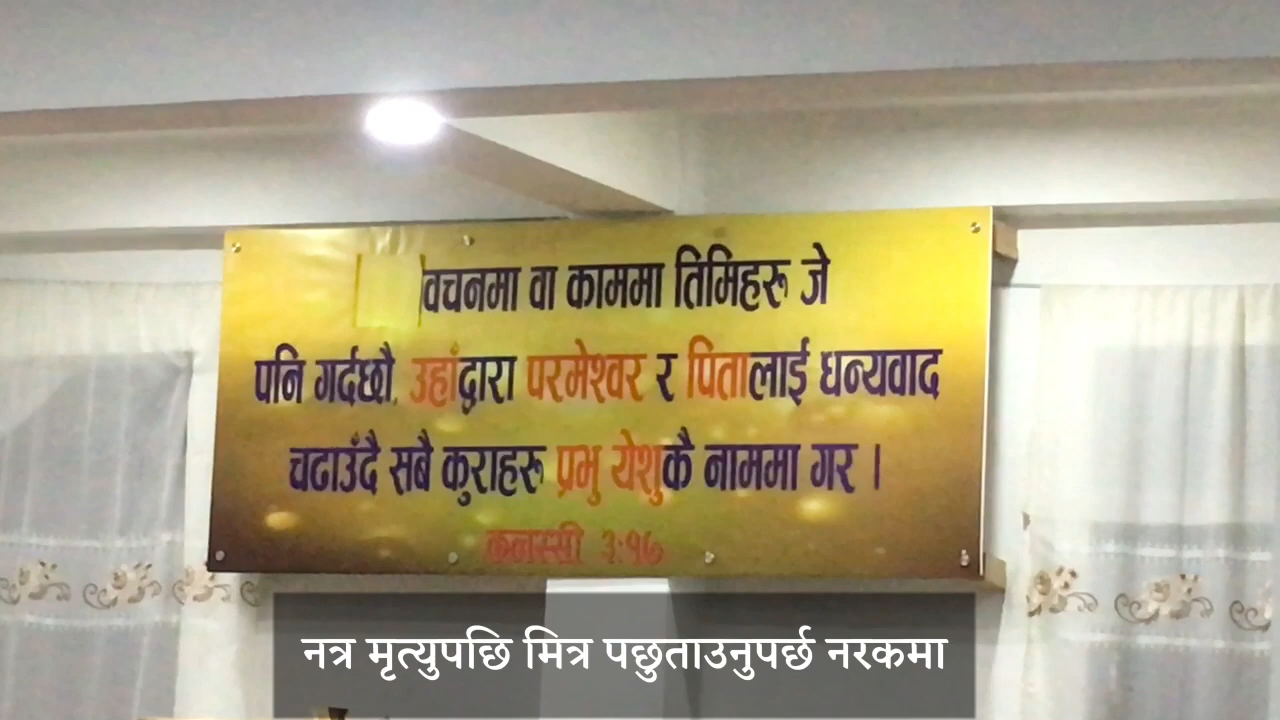 वचनमा वा काममा तिमिहरू जे
पनि गर्दछौ, उहाँद्वारा परमेश्वर र पितालाई धन्यवाद
चढाउँदै सबै कुराहरू प्रभु येशुकै नाममा गर ।
कलस्सी ३:१७
नत्र मृत्युपछि मित्र पछुताउनुपर्छ नरकमा